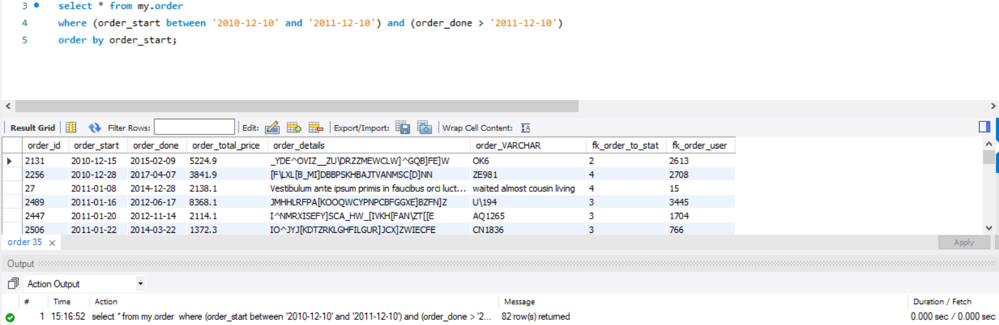 3 select * from my.order
4 where (order_start between '2010-12-10' and '2011-12-10') and (order_done > '2011-12-10')
5 order by order_start;
Result Grid Filter Rows: Edit: Export/Import: Wrap Cell Content: IA
order_id order_start order_done order_total_price order_details order_VARCHAR fk_order_to_stat fk_order_user
2131 2010-12-15 2015-02-09 5224.9 _YDE^OVIZ__ZU\DRZZMEWCLW]^GQB]FE]W OK6 2 2613
2256 2010-12-28 2017-04-07 3841.9 [F\LXL[B_MI]DBBPSKHBAJTVANMSC[D]NN ZE981 4 2708
27 2011-01-08 2014-12-28 2138.1 Vestibulum ante ipsum primis in faucibus orci luct... waited almost cousin living 4 15
2489 2011-01-16 2012-06-17 8368.1 JMHHLRFPA[KOOQWCYPNPCBFGGXE]BZFN]Z U\194 3 3445
2447 2011-01-20 2012-11-14 2114.1 I^NMRXISEFY]SCA_HW_[IVKH[FAN\ZT[[E AQ1265 3 1704
2506 2011-01-22 2014-03-22 1372.3 IO^JYJ[KDTZRKLGHFILGUR]JCX]ZWIECFE CN1836 3 766
order 35 Apply
Output
Action Output
# Time Action Message Duration / Fetch
1 15:16:52 select * from my.order where (order_start between '2010-12-10' and '2011-12-10') and (order_done > '2... 82 row(s) returned 0.000 sec / 0.000 sec